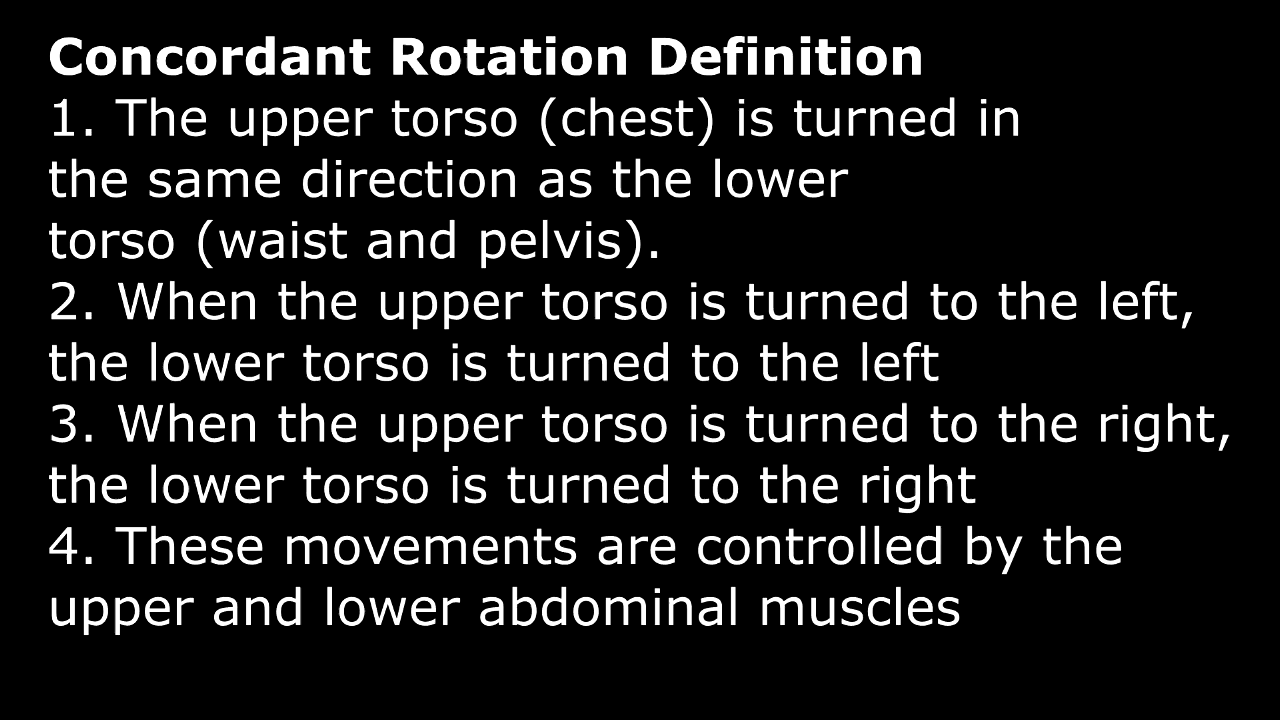 Concordant Rotation Definition
1. The upper torso (chest) is turned in
the same direction as the lower
torso (waist and pelvis).
2. When the upper torso is turned to the left,
the lower torso is turned to the left
3. When the upper torso is turned to the right,
the lower torso is turned to the right
4. These movements are controlled by the
upper and lower abdominal muscles